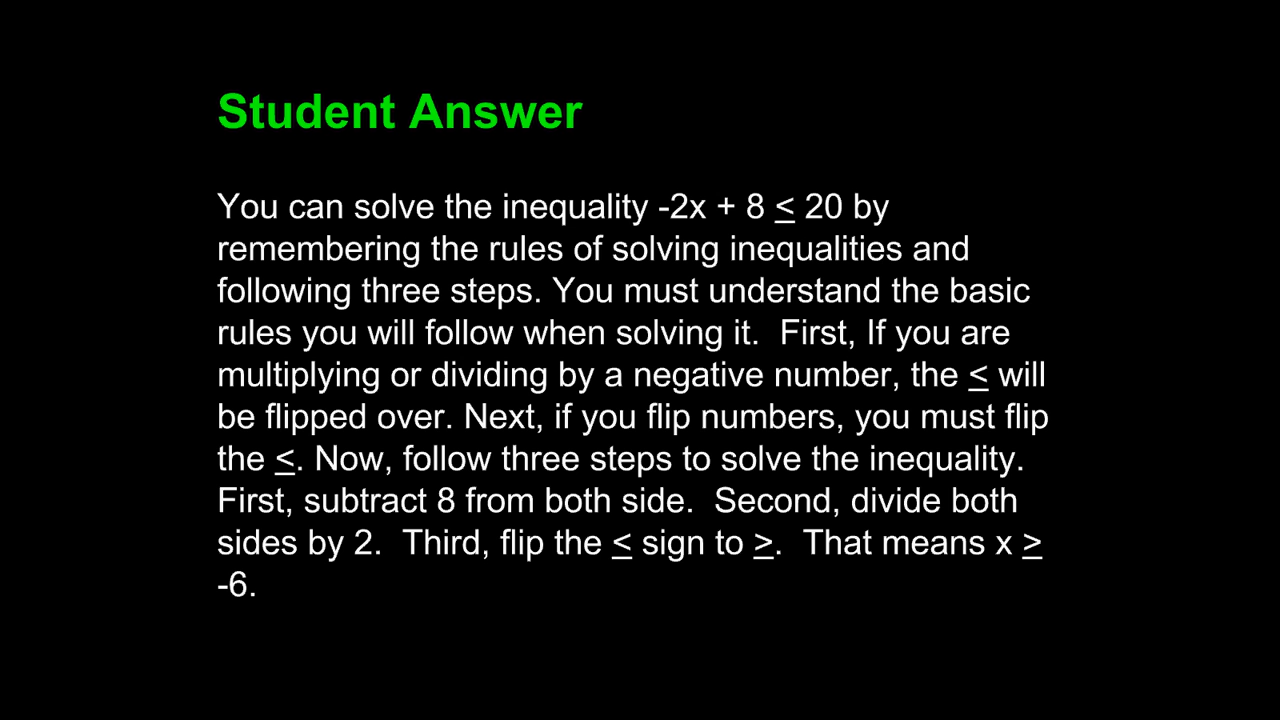 Student Answer
You can solve the inequality -2x + 8 ≤ 20 by
remembering the rules of solving inequalities and
following three steps. You must understand the basic
rules you will follow when solving it.  First, If you are
multiplying or dividing by a negative number, the ≤ will
be flipped over. Next, if you flip numbers, you must flip
the ≤. Now, follow three steps to solve the inequality.
First, subtract 8 from both side.  Second, divide both
sides by 2.  Third, flip the ≤ sign to ≥.  That means x ≥
-6.